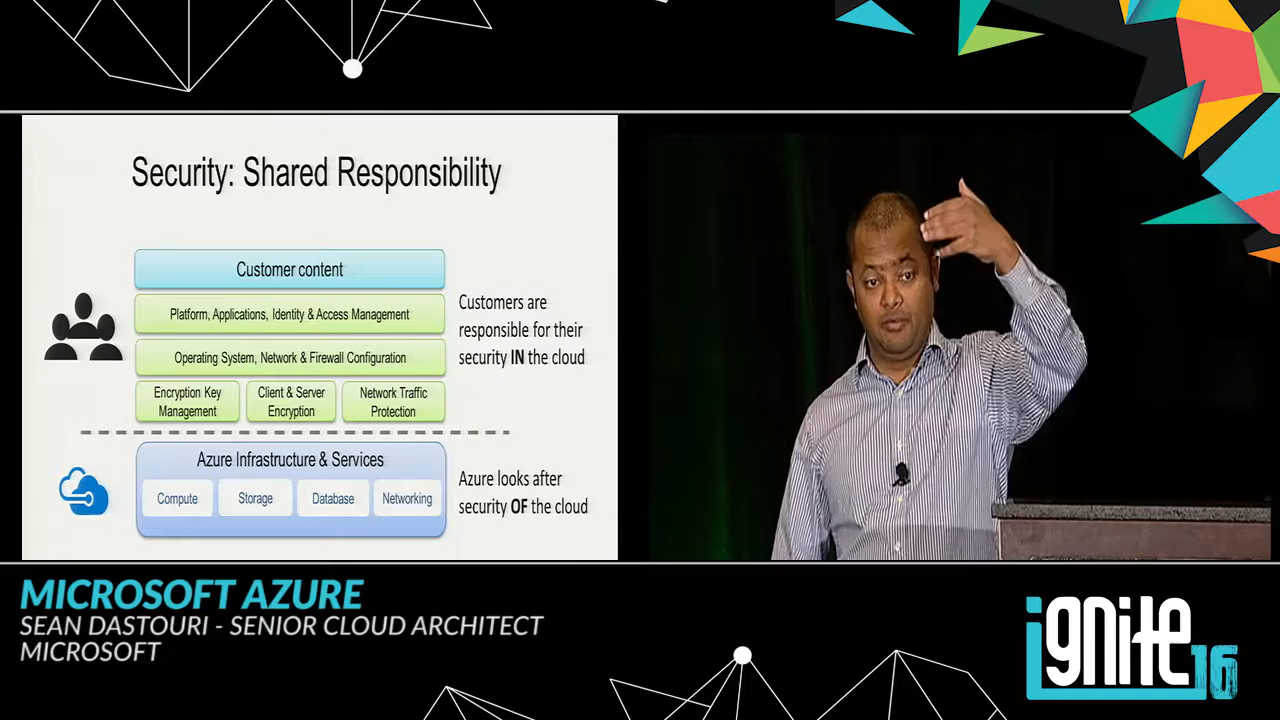 Security: Shared Responsibility
Customer content
Platform, Applications, Identity & Access Management
Operating System, Network & Firewall Configuration
Encryption Key
Management
Client & Server
Encryption
Network Traffic
Protection
Customers are
responsible for their
security IN the cloud
Azure Infrastructure & Services
Compute
Storage
Database
Networking
Azure looks after
security OF the cloud
MICROSOFT AZURE
SEAN DASTOURI - SENIOR CLOUD ARCHITECT
MICROSOFT
ignite16